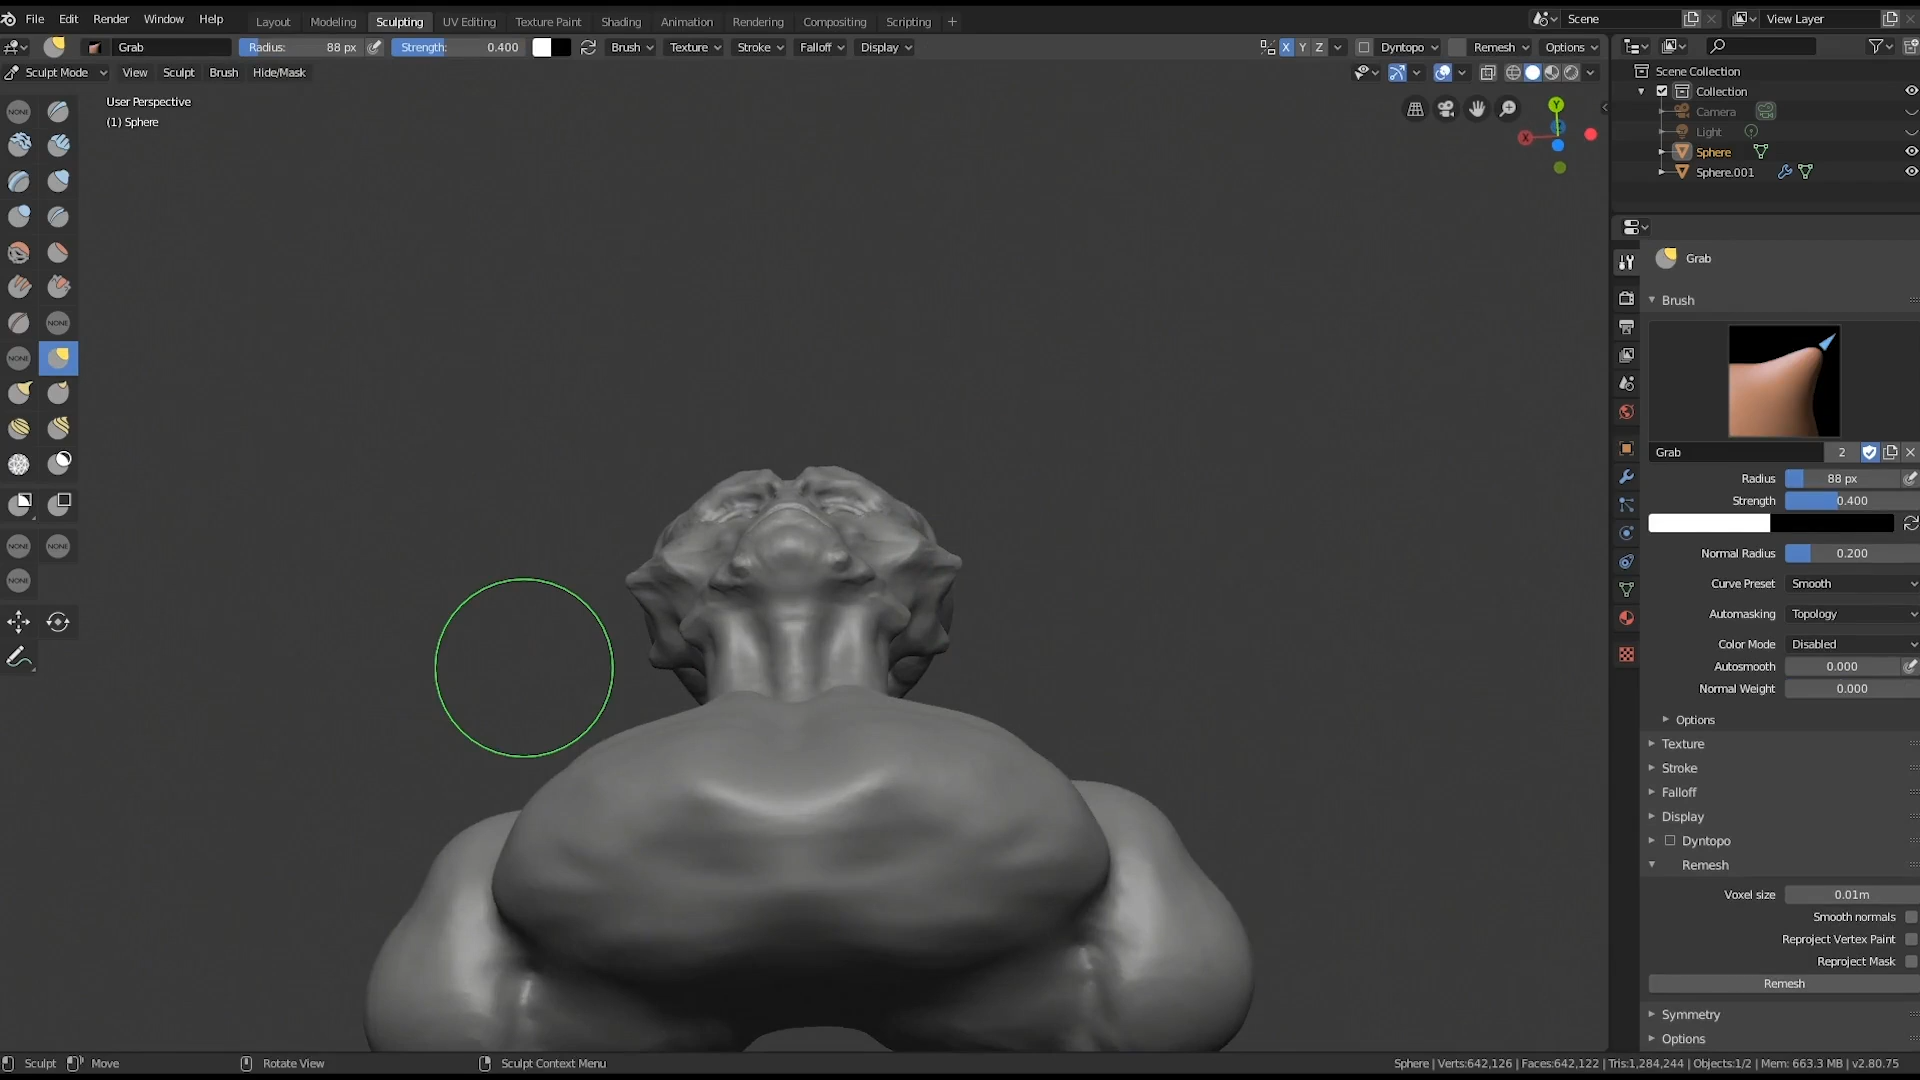 File Edit Render Window Help Layout Modeling Sculpting UV Editing Texture Paint Shading Animation Rendering Compositing Scripting + Scene View Layer
Grab Radius: 88 px Strength: 0.400 Brush Texture Stroke Falloff Display X Y Z Dyntopo Remesh Options
Sculpt Mode View Sculpt Brush Hide/Mask
Scene Collection
Collection
Camera
Light
Sphere
Sphere.001
User Perspective
(1) Sphere
Y
X
NONE
NONE
NONE
NONE NONE
NONE
Grab
Brush
Grab 2
Radius 88 px
Strength 0.400
Normal Radius 0.200
Curve Preset Smooth
Automasking Topology
Color Mode Disabled
Autosmooth 0.000
Normal Weight 0.000
Options
Texture
Stroke
Falloff
Display
Dyntopo
Remesh
Voxel size 0.01m
Smooth normals
Reproject Vertex Paint
Reproject Mask
Remesh
Symmetry
Options
Sculpt Move Rotate View Sculpt Context Menu Sphere | Verts:642,126 | Faces:642,122 | Tris:1,284,244 | Objects:1/2 | Mem: 663.3 MB | v2.80.75